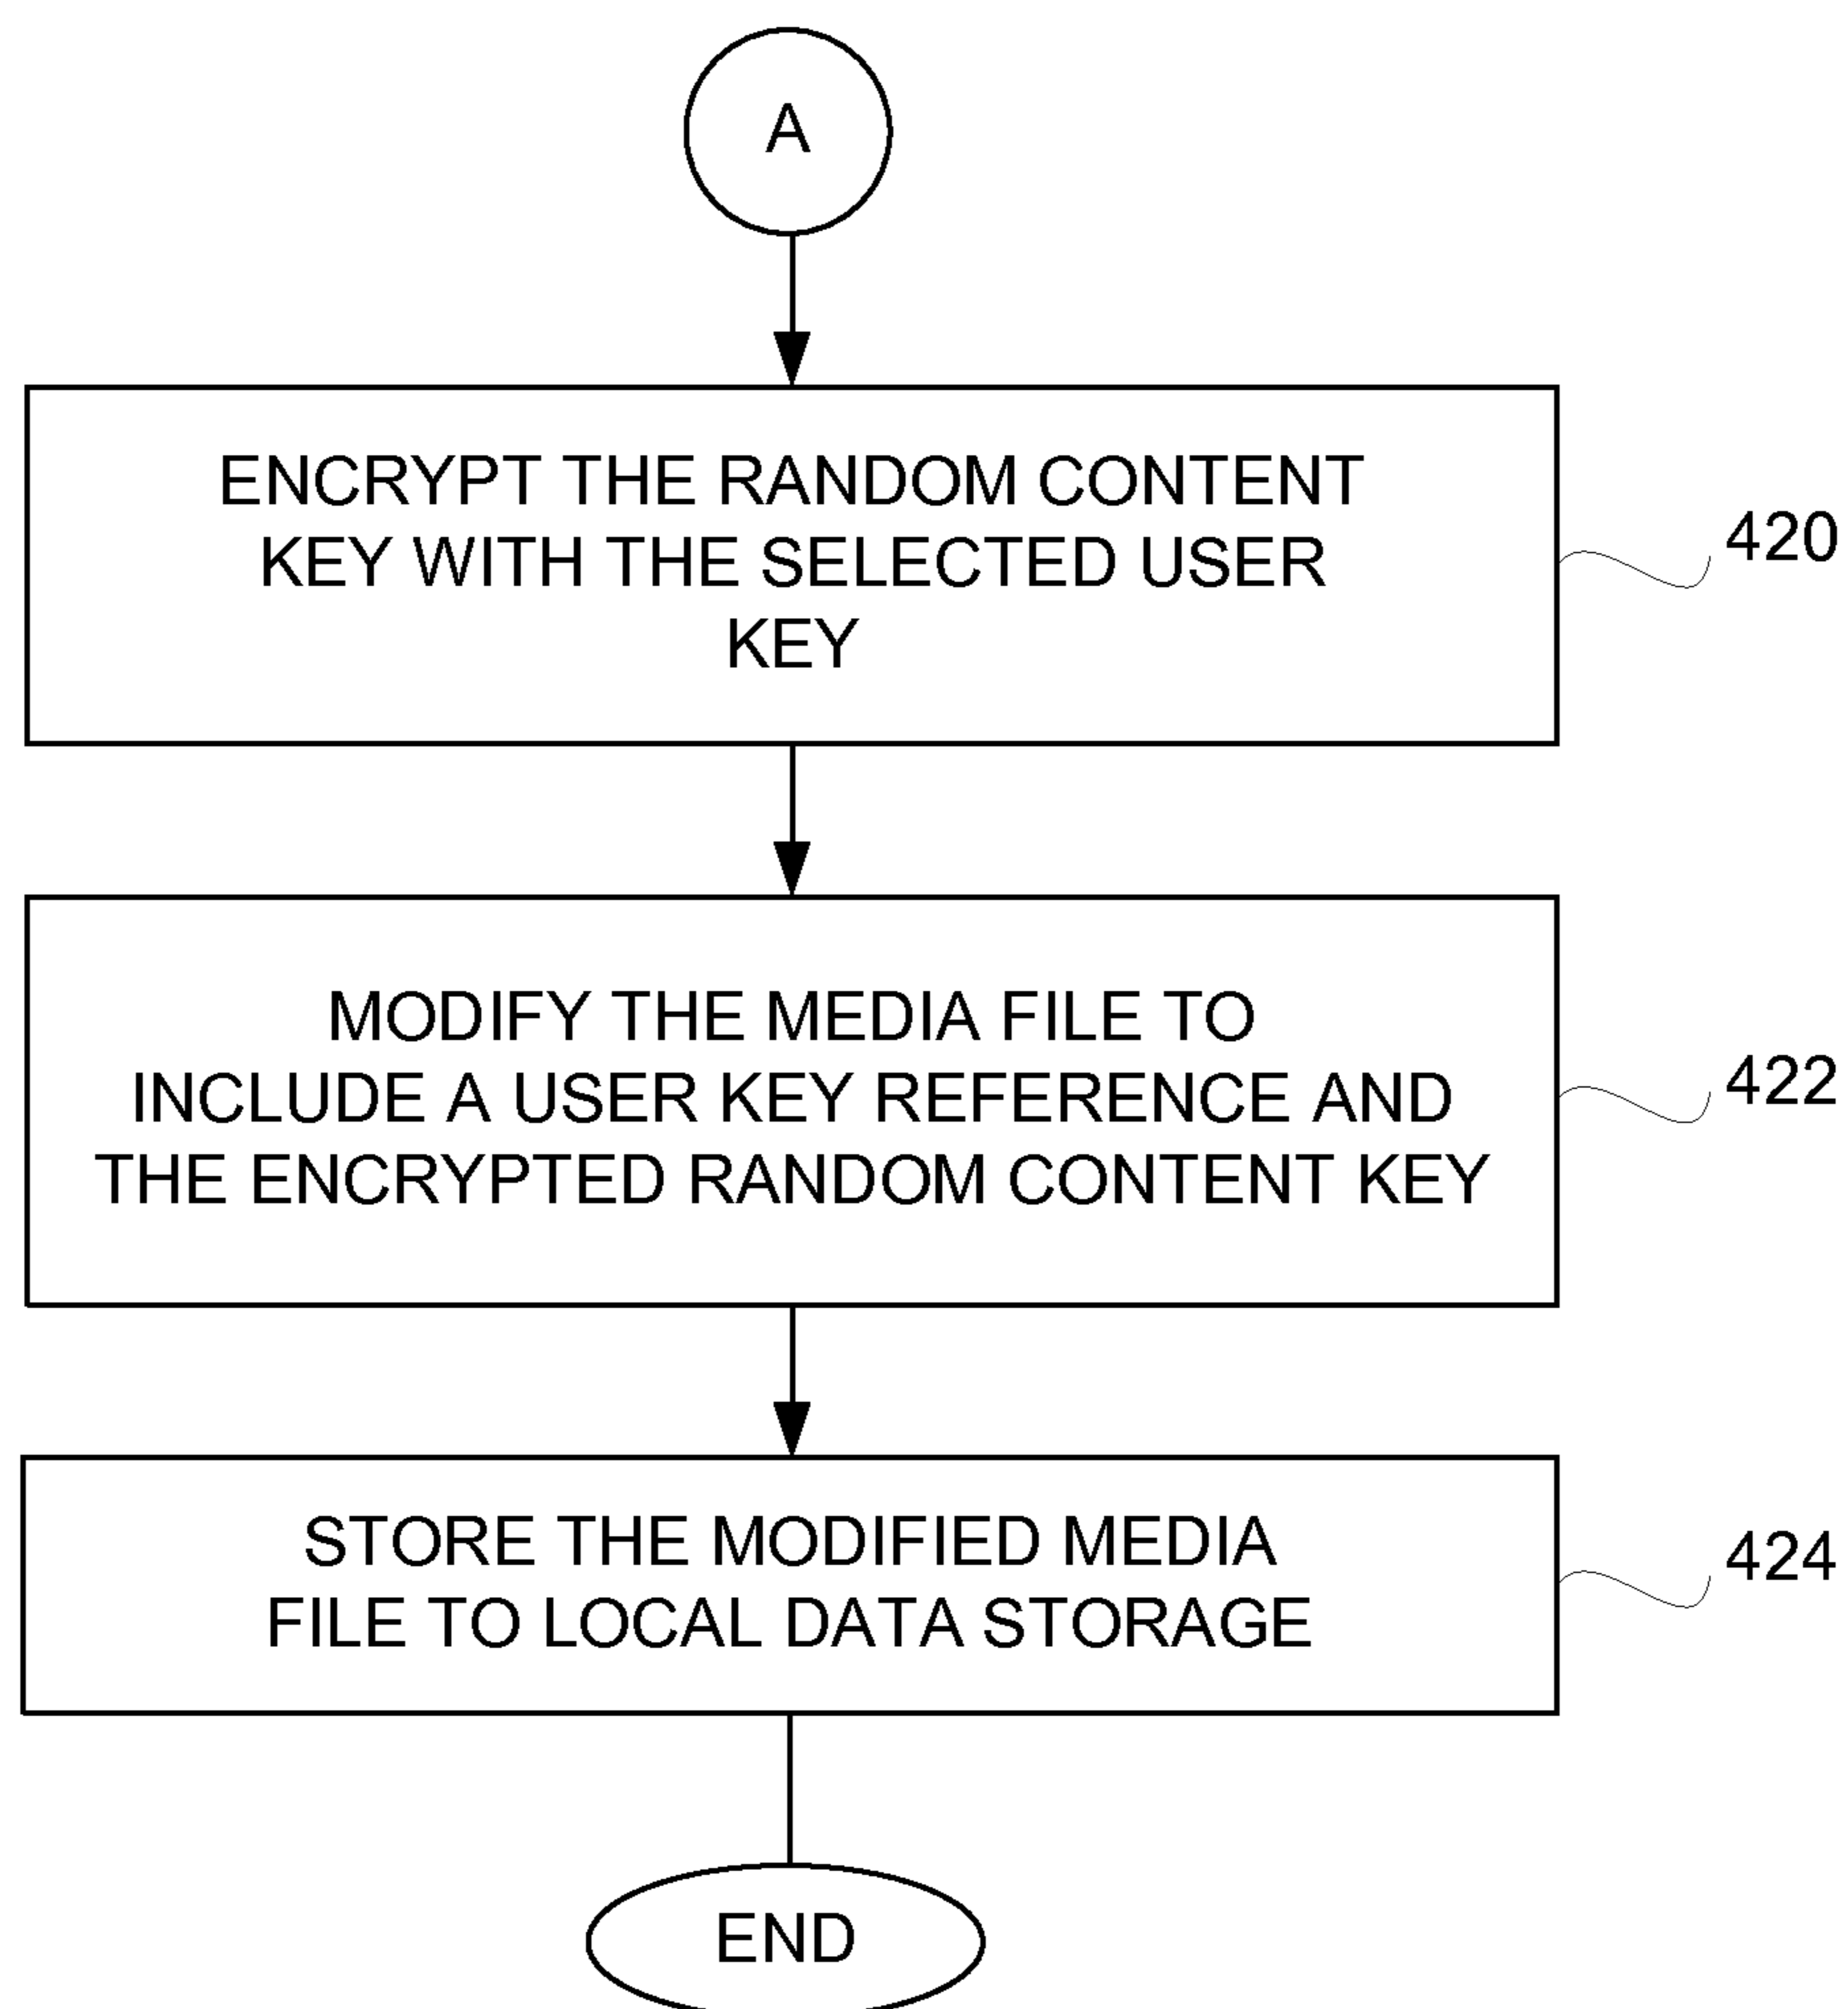 A
ENCRYPT THE RANDOM CONTENT
KEY WITH THE SELECTED USER
KEY
420
MODIFY THE MEDIA FILE TO
INCLUDE A USER KEY REFERENCE AND
THE ENCRYPTED RANDOM CONTENT KEY
422
STORE THE MODIFIED MEDIA
FILE TO LOCAL DATA STORAGE
424
END